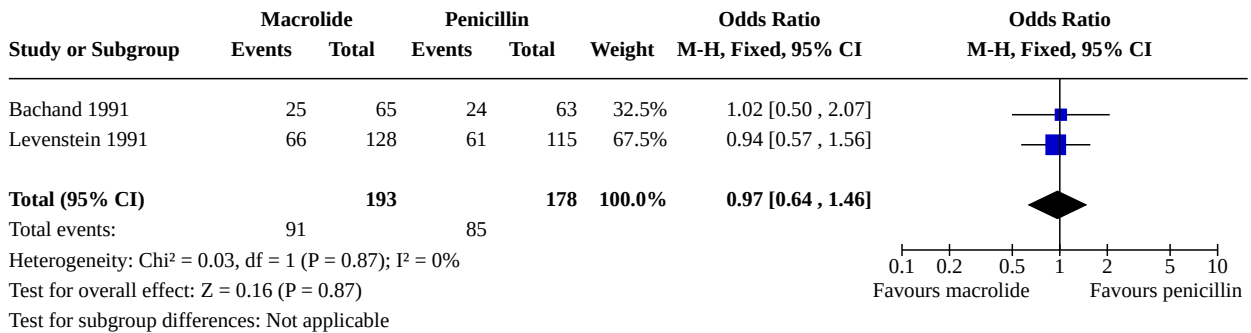 Macrolide Penicillin Odds Ratio Odds Ratio
Study or Subgroup Events Total Events Total Weight M-H, Fixed, 95% CI M-H, Fixed, 95% CI
Bachand 1991 25 65 24 63 32.5% 1.02 [0.50 , 2.07]
Levenstein 1991 66 128 61 115 67.5% 0.94 [0.57 , 1.56]
Total (95% CI) 193 178 100.0% 0.97 [0.64 , 1.46]
Total events: 91 85
Heterogeneity: Chi² = 0.03, df = 1 (P = 0.87); I² = 0%
0.1 0.2 0.5 1 2 5 10
Test for overall effect: Z = 0.16 (P = 0.87)
Favours macrolide Favours penicillin
Test for subgroup differences: Not applicable